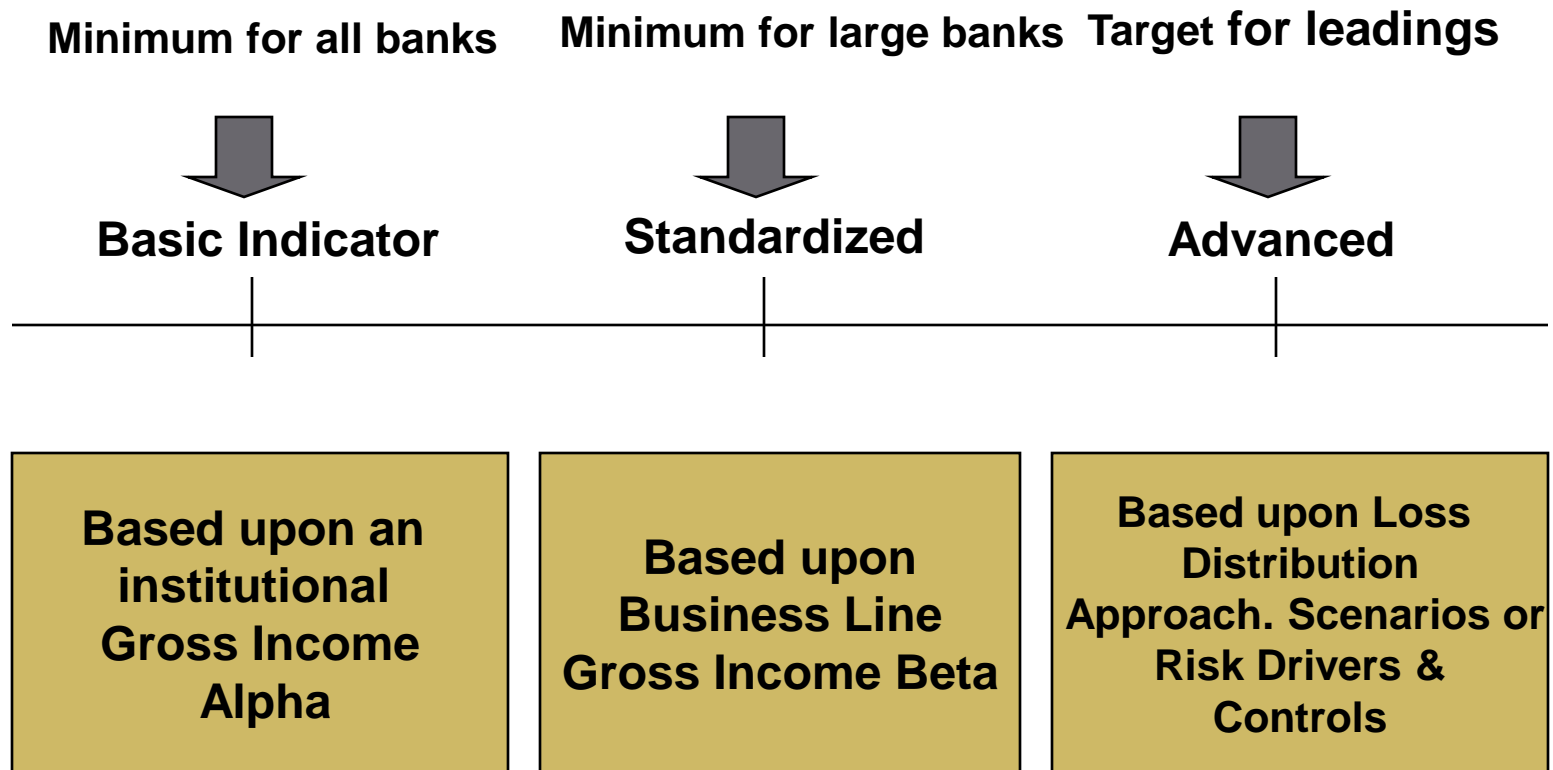 Minimum for all banks
Minimum for large banks
Target for leadings
Basic Indicator
Standardized
Advanced
Based upon an
institutional
Gross Income
Alpha
Based upon
Business Line
Gross Income Beta
Based upon Loss
Distribution
Approach. Scenarios or
Risk Drivers &
Controls